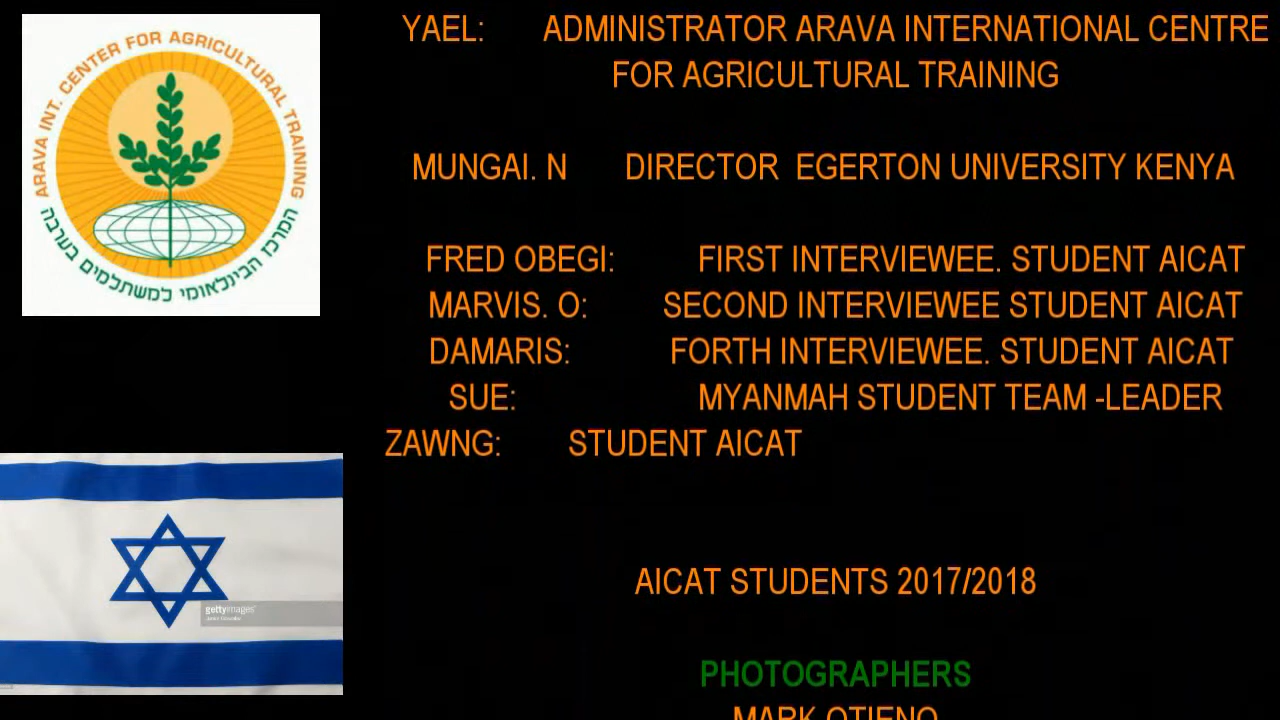 ARAVA INT. CENTER FOR AGRICULTURAL TRAINING
המרכז הבינלאומי למשתלמים בערבה
YAEL: ADMINISTRATOR ARAVA INTERNATIONAL CENTRE
FOR AGRICULTURAL TRAINING
MUNGAI. N DIRECTOR EGERTON UNIVERSITY KENYA
FRED OBEGI: FIRST INTERVIEWEE. STUDENT AICAT
MARVIS. O: SECOND INTERVIEWEE STUDENT AICAT
DAMARIS: FORTH INTERVIEWEE. STUDENT AICAT
SUE: MYANMAH STUDENT TEAM -LEADER
ZAWNG: STUDENT AICAT
gettyimages
AICAT STUDENTS 2017/2018
PHOTOGRAPHERS
MARK OTIENO